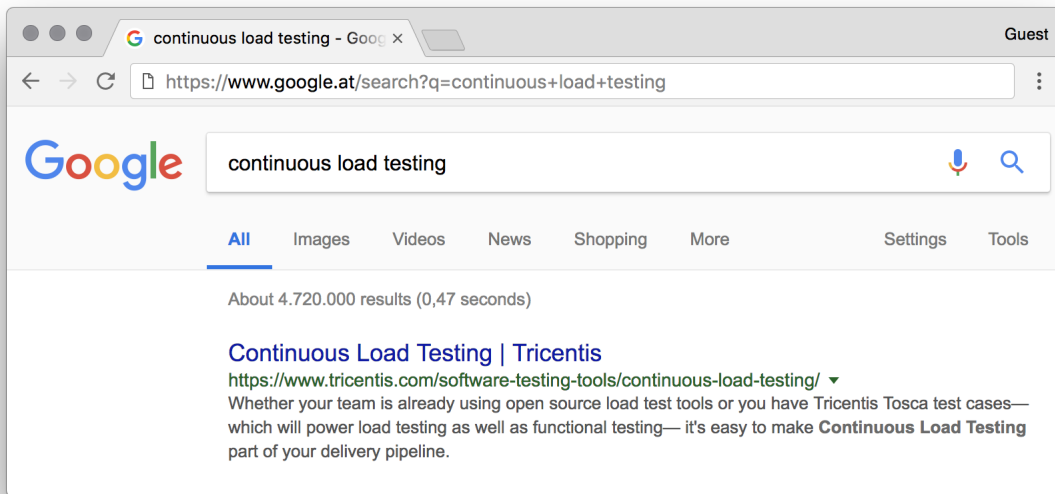 continuous load testing - Goog
Guest
https://www.google.at/search?q=continuous+load+testing
Google
continuous load testing
All Images Videos News Shopping More Settings Tools
About 4.720.000 results (0,47 seconds)
Continuous Load Testing | Tricentis
https://www.tricentis.com/software-testing-tools/continuous-load-testing/
Whether your team is already using open source load test tools or you have Tricentis Tosca test cases—
which will power load testing as well as functional testing— it's easy to make Continuous Load Testing
part of your delivery pipeline.